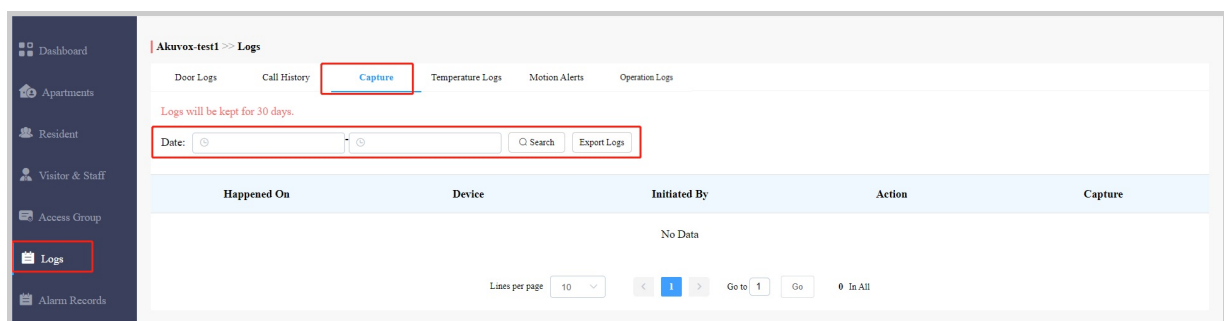 Dashboard
Apartments
Resident
Visitor & Staff
Access Group
Logs
Alarm Records
Akuvox-test1 >> Logs
Door Logs Call History Capture Temperature Logs Motion Alerts Operation Logs
Logs will be kept for 30 days.
Date: - Search Export Logs
Happened On Device Initiated By Action Capture
No Data
Lines per page 10 < 1 > Go to 1 Go 0 In All